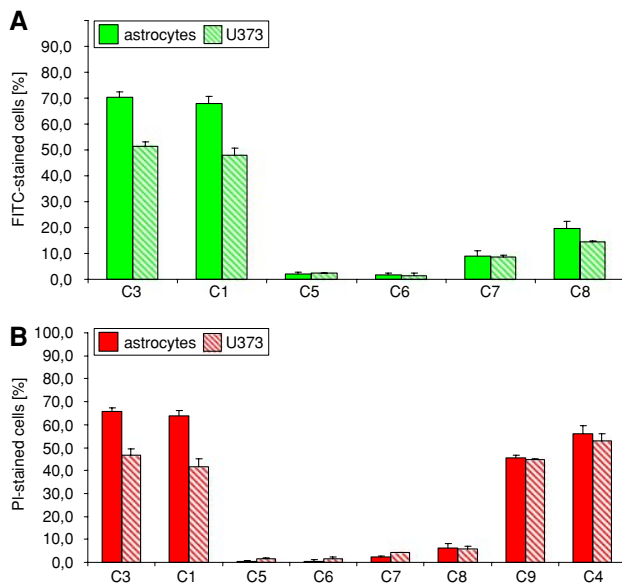 A
astrocytes U373
FITC-stained cells [%]
90,0
80,0
70,0
60,0
50,0
40,0
30,0
20,0
10,0
0,0
C3 C1 C5 C6 C7 C8
B
astrocytes U373
PI-stained cells [%]
100,0
90,0
80,0
70,0
60,0
50,0
40,0
30,0
20,0
10,0
0,0
C3 C1 C5 C6 C7 C8 C9 C4